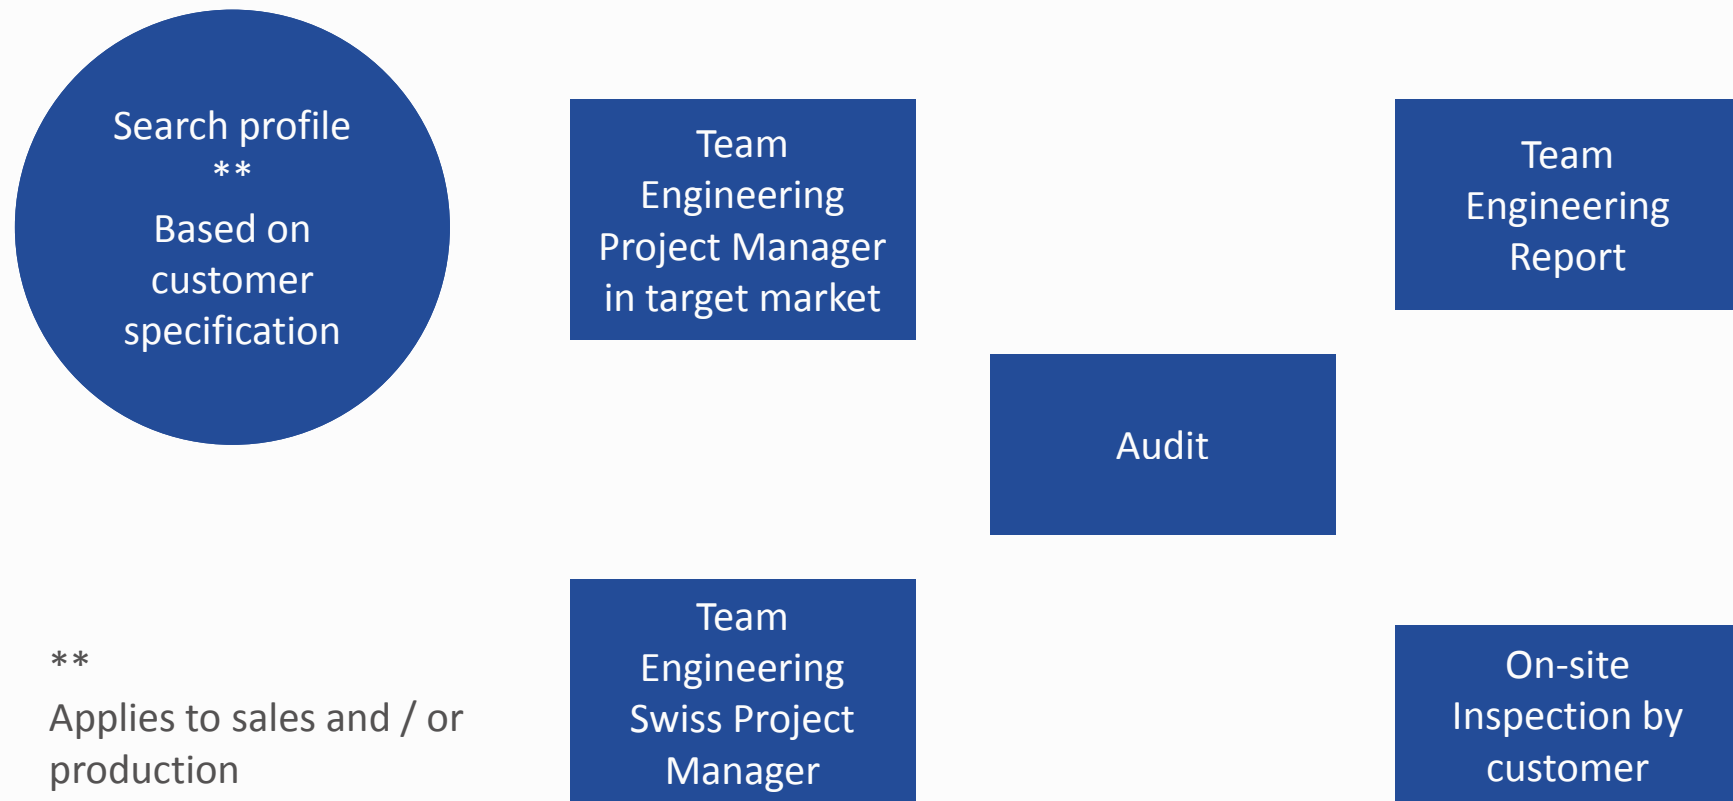 Search profile
**
Based on
customer
specification
Team
Engineering
Project Manager
in target market
Team
Engineering
Report
Audit
**
Applies to sales and / or
production
Team
Engineering
Swiss Project
Manager
On-site
Inspection by
customer